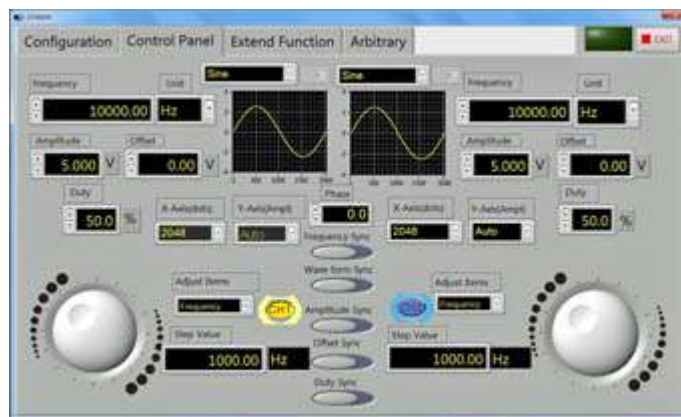 Configuration Control Panel Extend Function Arbitrary EXIT
Sine Sine
Frequency Unit Frequency Unit
10000.00 Hz 10000.00 Hz
Amplitude Offset Amplitude Offset
5.000 V 0.00 V 5.000 V 0.00 V
Duty Phase Duty
50.0 % X-Axis(dots) Y-Axis(Ampl) 0.0 X-Axis(dots) Y-Axis(Ampl) 50.0 %
2048 Auto 2048 Auto
Frequency Sync
Wave form Sync
Adjust Items Adjust Items
Frequency CH1 Amplitude Sync Frequency
Step Value Offset Sync Step Value
1000.00 Hz 1000.00 Hz
Duty Sync